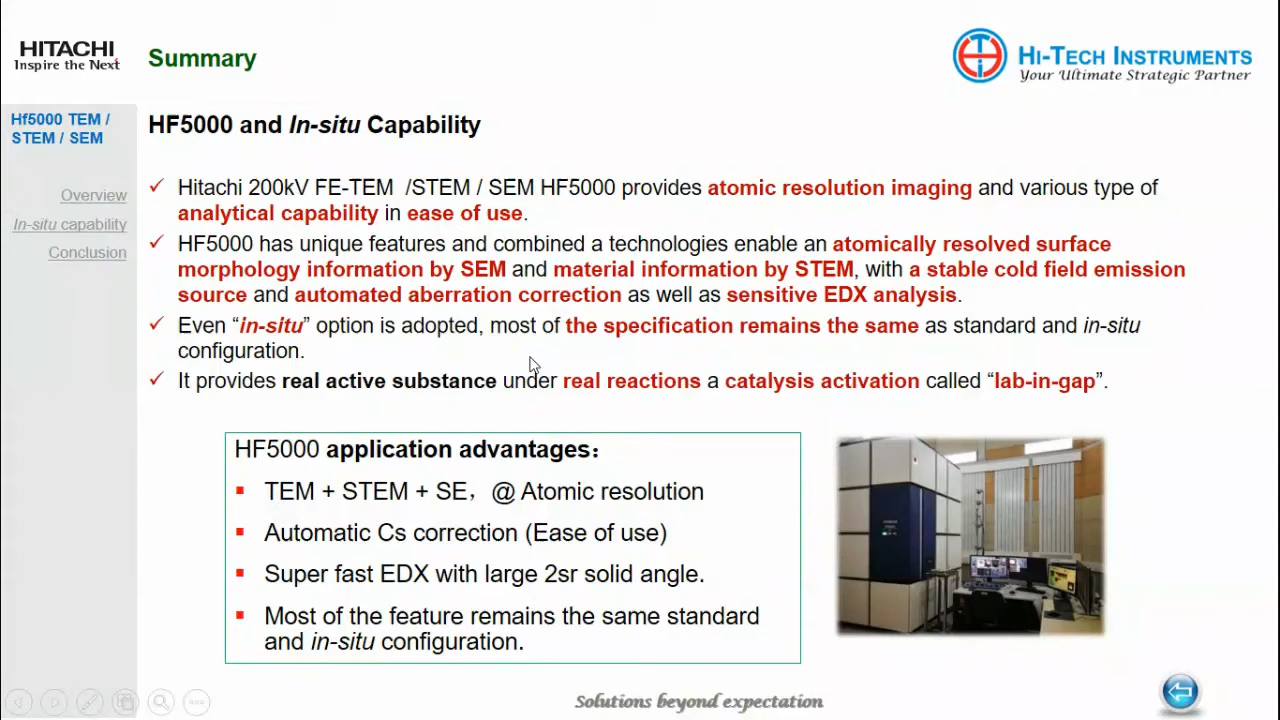 HITACHI
Inspire the Next
Summary
HI-TECH INSTRUMENTS
Your Ultimate Strategic Partner
Hf5000 TEM /
STEM / SEM
Overview
In-situ capability
Conclusion
HF5000 and In-situ Capability
✓ Hitachi 200kV FE-TEM /STEM / SEM HF5000 provides atomic resolution imaging and various type of
analytical capability in ease of use.
✓ HF5000 has unique features and combined a technologies enable an atomically resolved surface
morphology information by SEM and material information by STEM, with a stable cold field emission
source and automated aberration correction as well as sensitive EDX analysis.
✓ Even “in-situ” option is adopted, most of the specification remains the same as standard and in-situ
configuration.
✓ It provides real active substance under real reactions a catalysis activation called “lab-in-gap”.
HF5000 application advantages：
▪ TEM + STEM + SE，@ Atomic resolution
▪ Automatic Cs correction (Ease of use)
▪ Super fast EDX with large 2sr solid angle.
▪ Most of the feature remains the same standard
and in-situ configuration.
Solutions beyond expectation